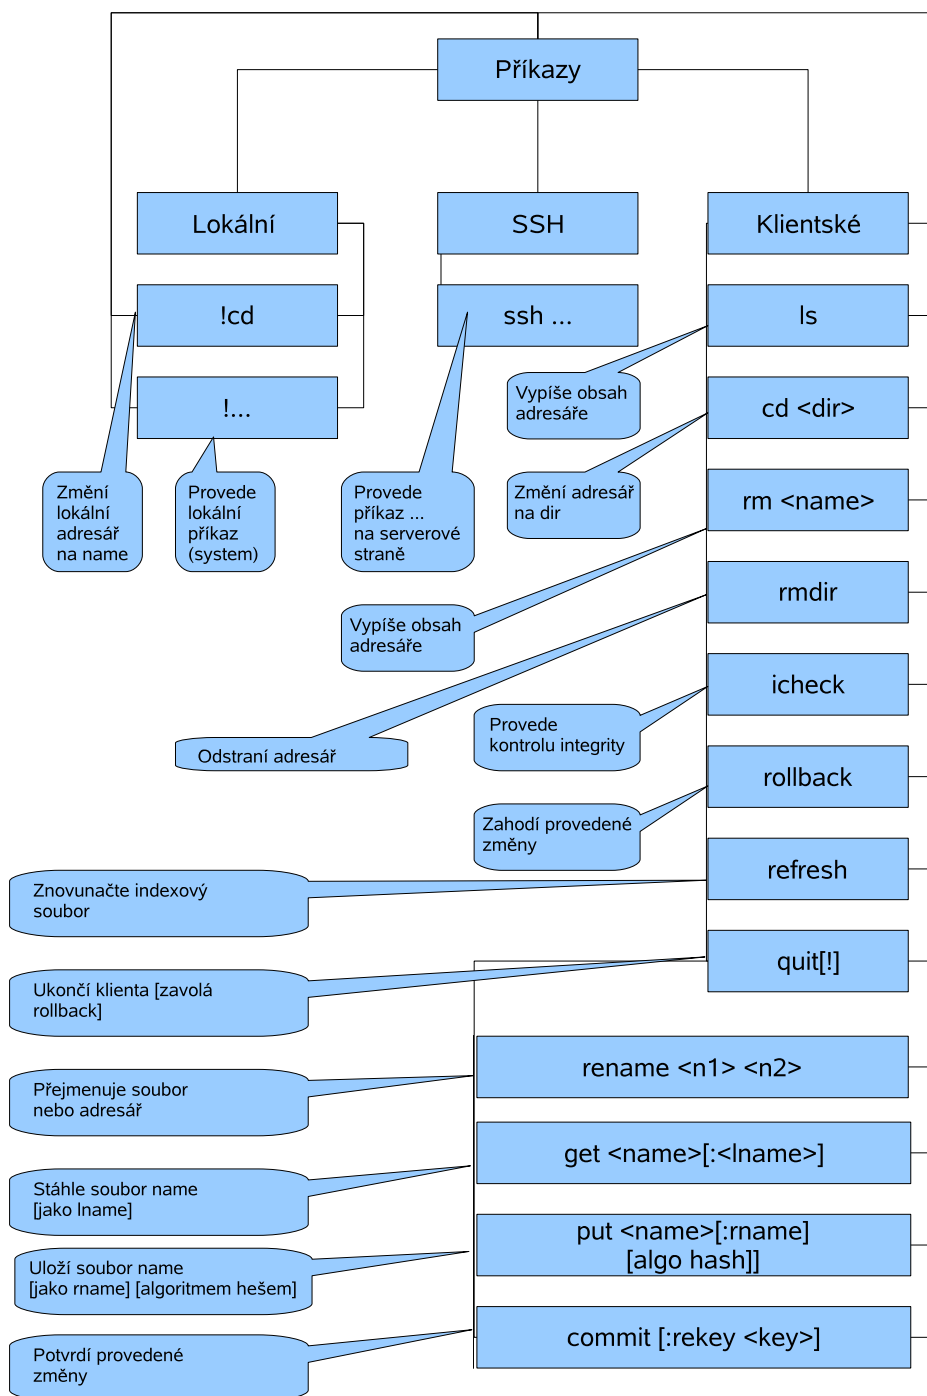 Příkazy
Lokální
SSH
Klientské
!cd
ssh ...
ls
!...
Vypíše obsah
adresáře
cd <dir>
Změní
lokální
adresář
na name
Provede
lokální
příkaz
(system)
Provede
příkaz ...
na serverové
straně
Změní adresář
na dir
rm <name>
Vypíše obsah
adresáře
rmdir
Odstraní adresář
icheck
Provede
kontrolu integrity
rollback
Zahodí provedené
změny
refresh
Znovunačte indexový
soubor
quit[!]
Ukončí klienta [zavolá
rollback]
rename <n1> <n2>
Přejmenuje soubor
nebo adresář
get <name>[:<lname>]
Stáhle soubor name
[jako lname]
put <name>[:rname]
[algo hash]]
Uloží soubor name
[jako rname] [algoritmem hešem]
commit [:rekey <key>]
Potvrdí provedené
změny